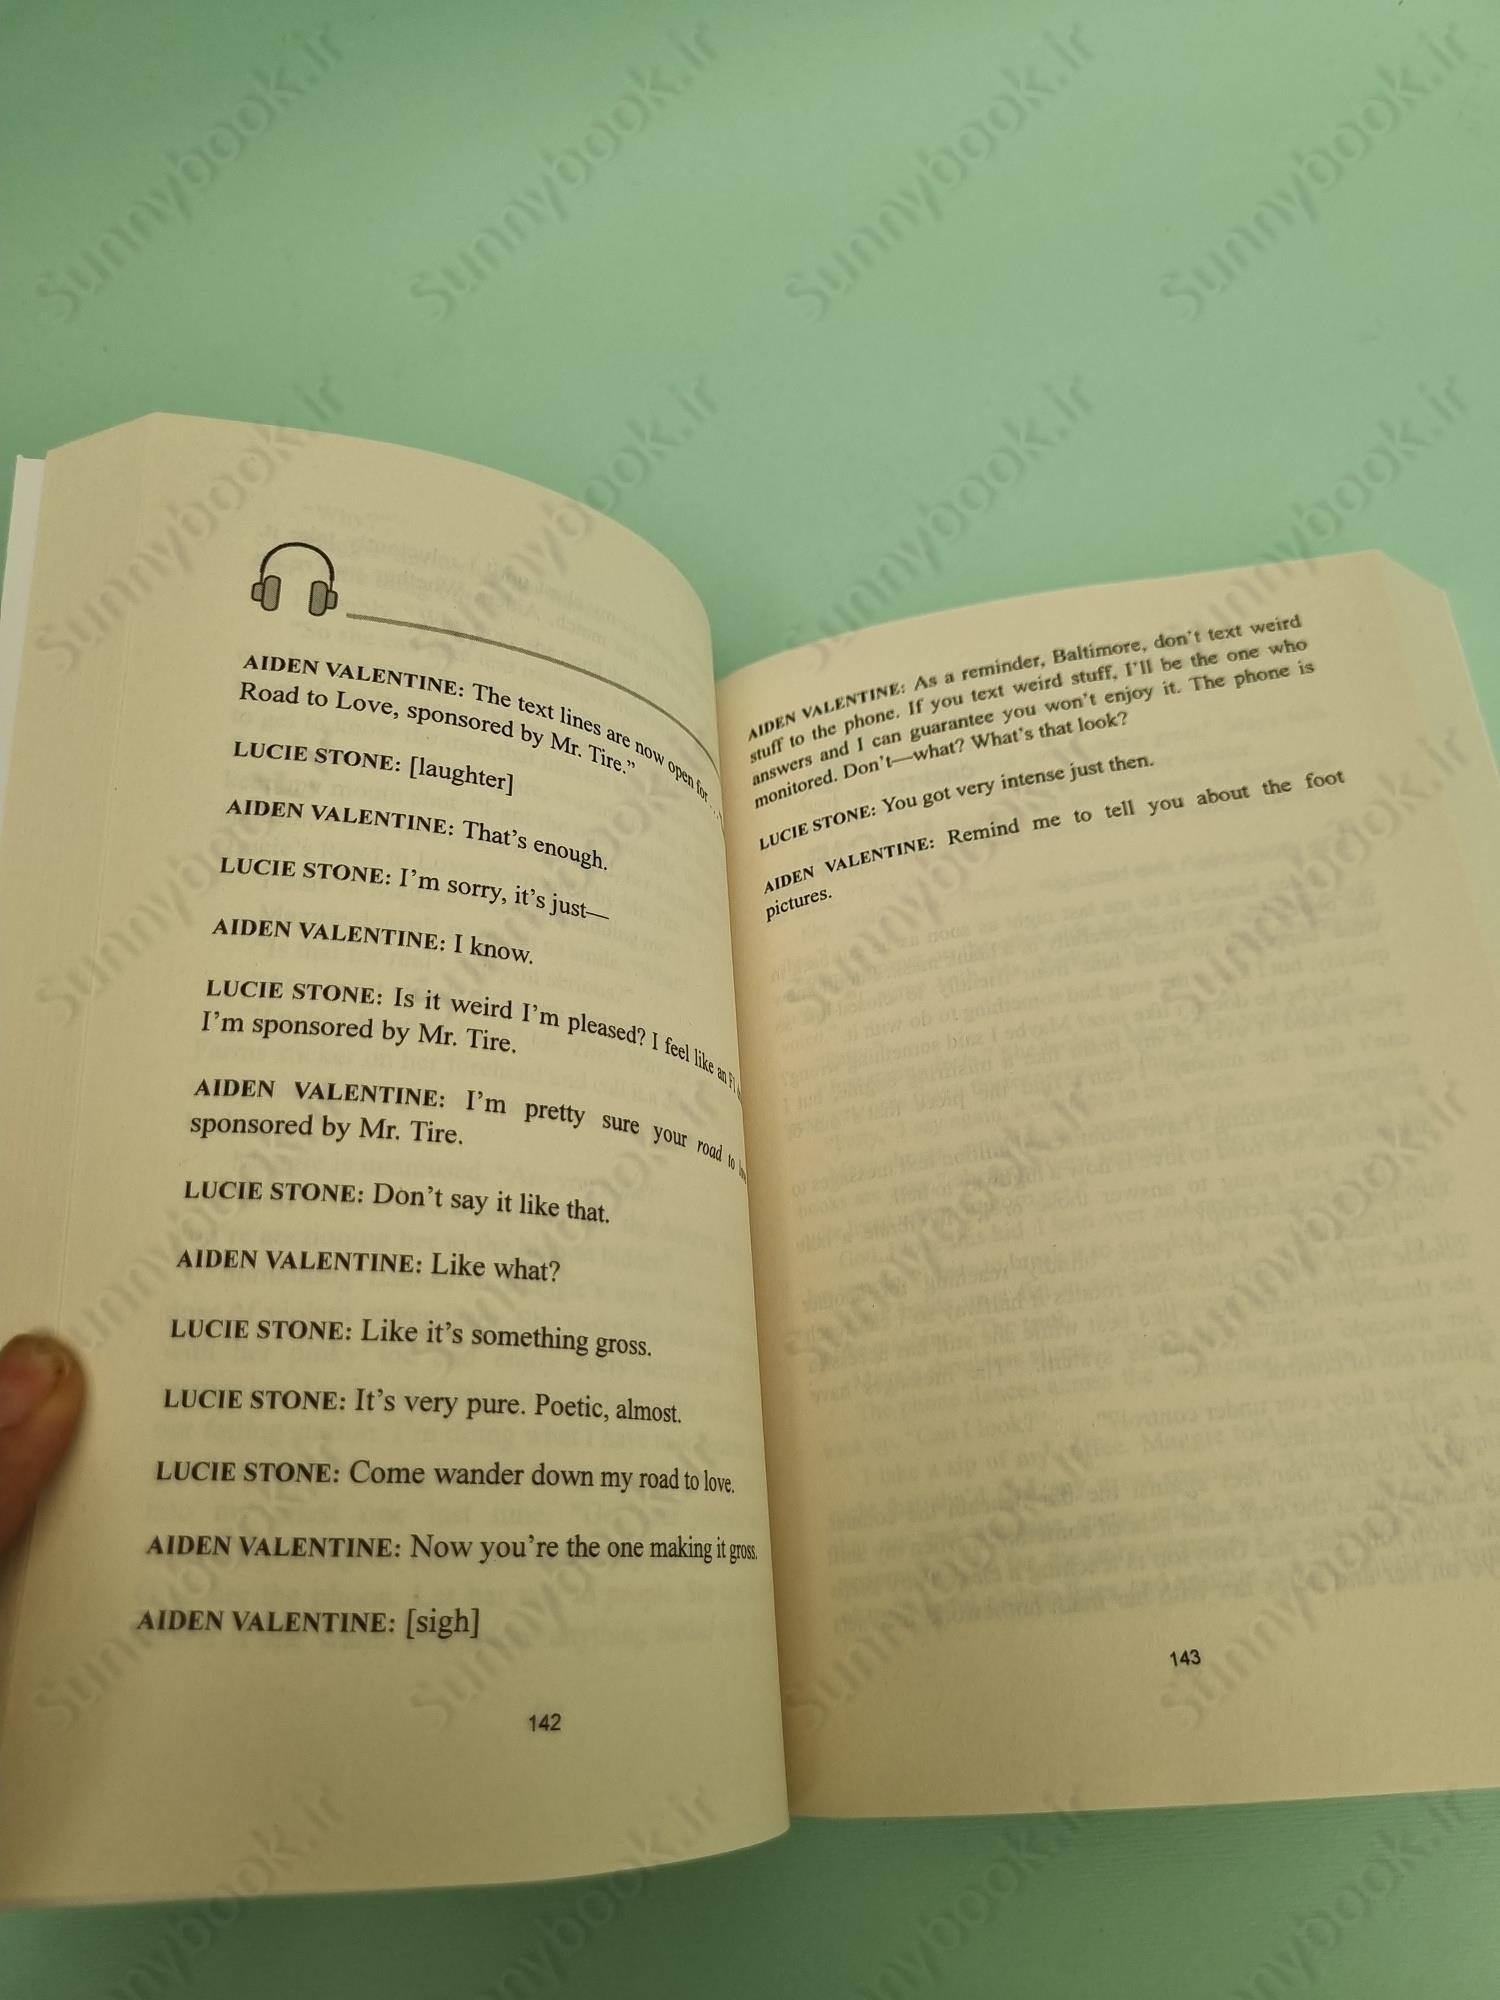 AIDEN VALENTINE: The text lines are now open for
Road to Love, sponsored by Mr. Tire.”
LUCIE STONE: [laughter]
AIDEN VALENTINE: That’s enough.
LUCIE STONE: I’m sorry, it’s just—
AIDEN VALENTINE: I know.
LUCIE STONE: Is it weird I’m pleased? I feel like an F1
I’m sponsored by Mr. Tire.
AIDEN VALENTINE: I’m pretty sure your road to
sponsored by Mr. Tire.
LUCIE STONE: Don’t say it like that.
AIDEN VALENTINE: Like what?
LUCIE STONE: Like it’s something gross.
LUCIE STONE: It’s very pure. Poetic, almost.
LUCIE STONE: Come wander down my road to love.
AIDEN VALENTINE: Now you’re the one making it gross.
AIDEN VALENTINE: [sigh]
142
AIDEN VALENTINE: As a reminder, Baltimore, don’t text weird
stuff to the phone. If you text weird stuff, I’ll be the one who
answers and I can guarantee you won’t enjoy it. The phone is
monitored. Don’t—what? What’s that look?
LUCIE STONE: You got very intense just then.
AIDEN VALENTINE: Remind me to tell you about the foot
pictures.
143
sunnybook.ir